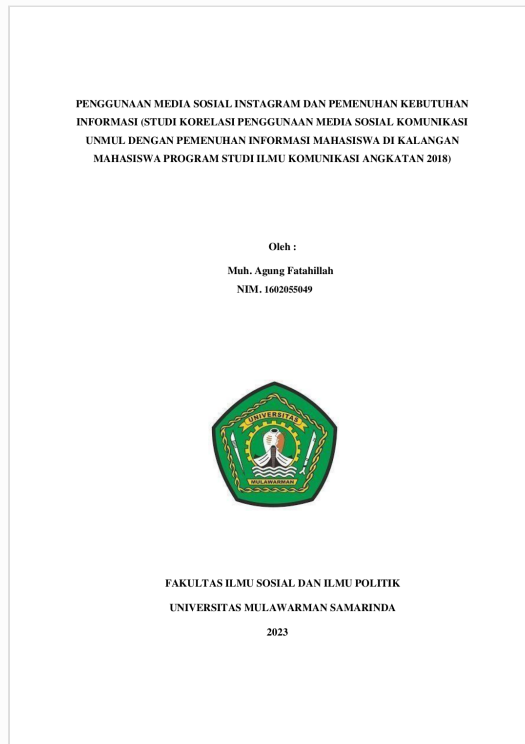 PENGGUNAAN MEDIA SOSIAL INSTAGRAM DAN PEMENUHAN KEBUTUHAN
INFORMASI (STUDI KORELASI PENGGUNAAN MEDIA SOSIAL KOMUNIKASI
UNMUL DENGAN PEMENUHAN INFORMASI MAHASISWA DI KALANGAN
MAHASISWA PROGRAM STUDI ILMU KOMUNIKASI ANGKATAN 2018)
Oleh :
Muh. Agung Fatahillah
NIM. 1602055049
UNIVERSITAS
MULAWARMAN
FAKULTAS ILMU SOSIAL DAN ILMU POLITIK
UNIVERSITAS MULAWARMAN SAMARINDA
2023